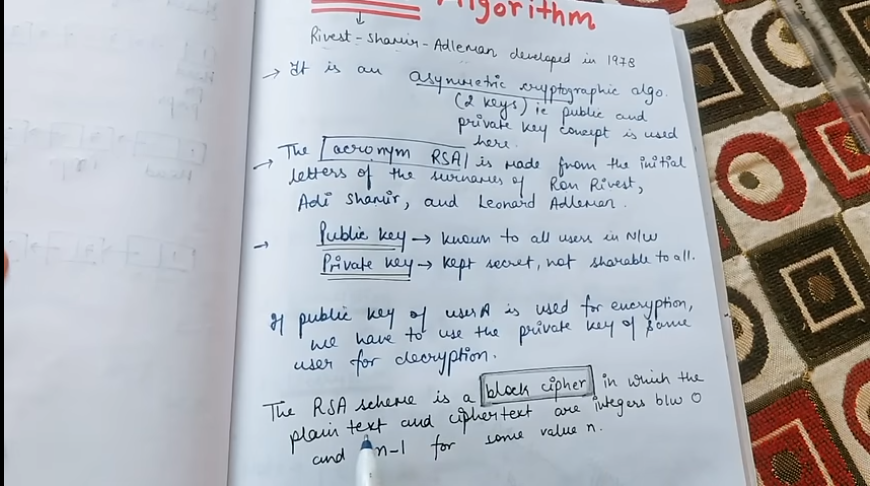 Algorithm
Rivest-Shamir-Adleman developed in 1978
→ It is an asymmetric cryptographic algo.
(2 keys) ie public and
private key concept is used
here.
→ The acronym RSA is made from the initial
letters of the surnames of Ron Rivest,
Adi Shamir, and Leonard Adleman.
→ Public key → known to all users in N/W
Private key → kept secret, not sharable to all.
If public key of user A is used for encryption,
we have to use the private key of same
user for decryption.
The RSA scheme is a block cipher in which the
plain text and ciphertext are integers b/w 0
and n-1 for some value n.